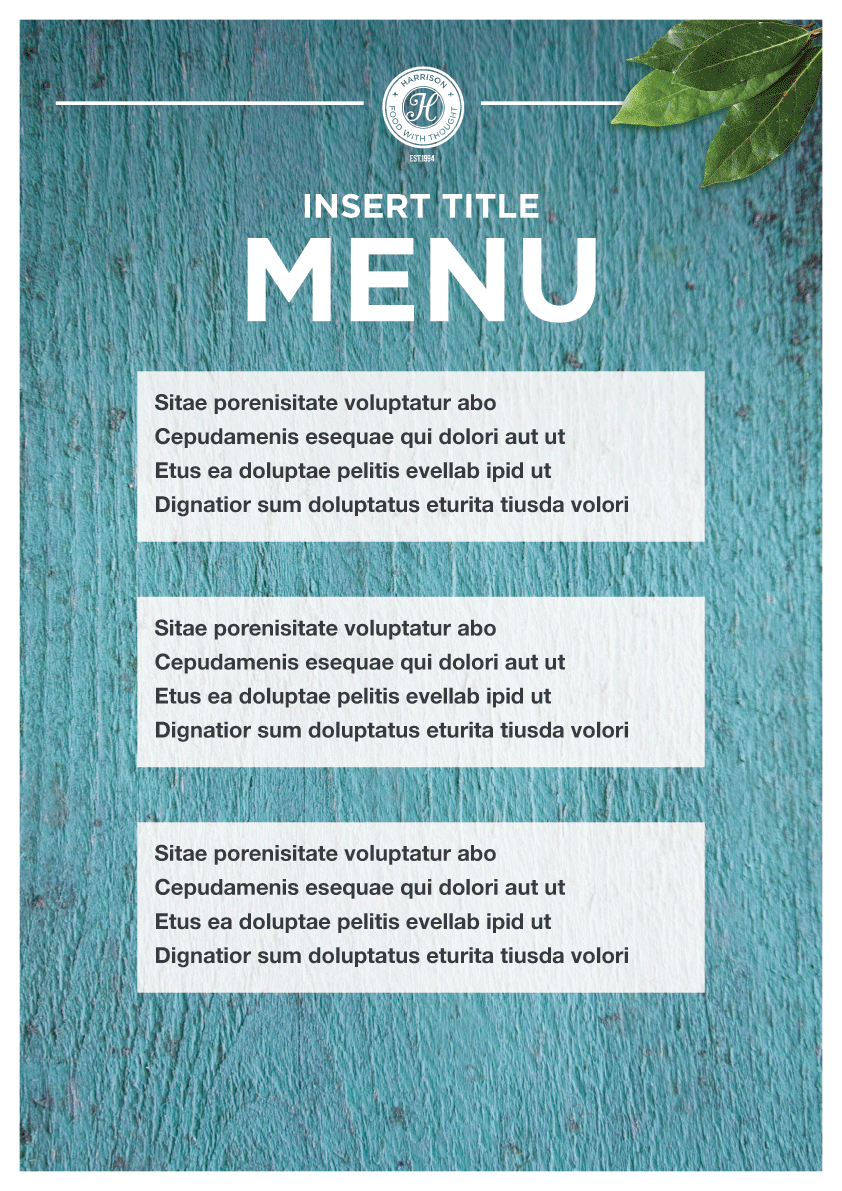 HARRISON
H
FOOD WITH THOUGHT
EST.1994
INSERT TITLE
MENU
Sitae porenisitate voluptatur abo
Cepudamenis esequae qui dolori aut ut
Etus ea doluptae pelitis evellab ipid ut
Dignatior sum doluptatus eturita tiusda volori
Sitae porenisitate voluptatur abo
Cepudamenis esequae qui dolori aut ut
Etus ea doluptae pelitis evellab ipid ut
Dignatior sum doluptatus eturita tiusda volori
Sitae porenisitate voluptatur abo
Cepudamenis esequae qui dolori aut ut
Etus ea doluptae pelitis evellab ipid ut
Dignatior sum doluptatus eturita tiusda volori